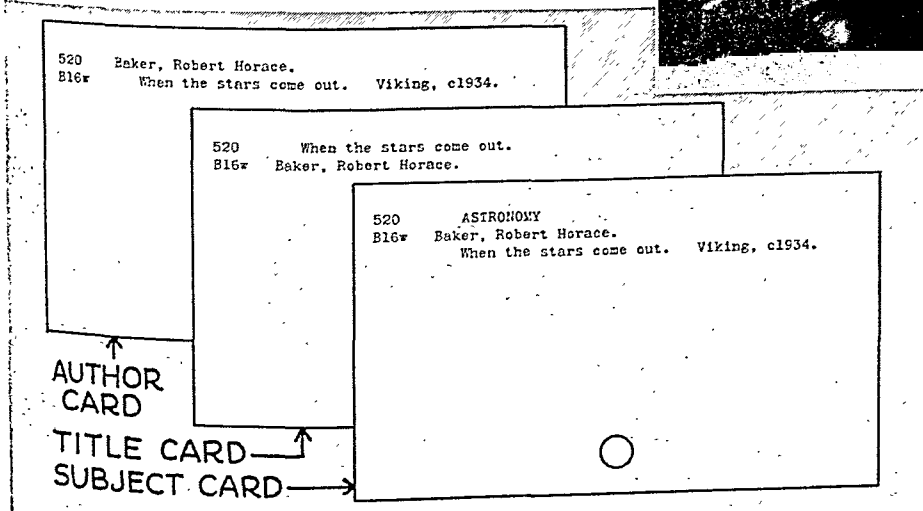 520 Baker, Robert Horace.
B16w When the stars come out. Viking, c1934.
520 When the stars come out.
B16w Baker, Robert Horace.
520 ASTRONOMY
B16w Baker, Robert Horace.
When the stars come out. Viking, c1934.
AUTHOR
CARD
TITLE CARD
SUBJECT CARD